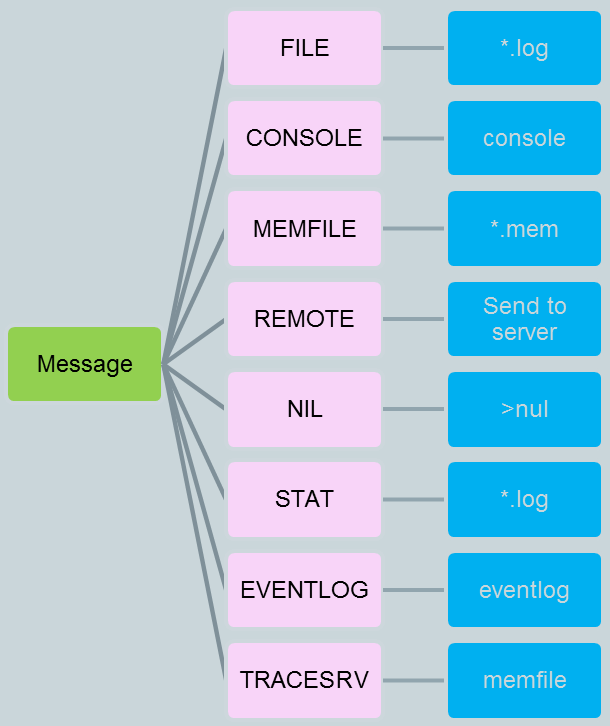 FILE
*.log
CONSOLE
console
MEMFILE
*.mem
REMOTE
Send to
server
Message
NIL
>nul
STAT
*.log
EVENTLOG
eventlog
TRACESRV
memfile